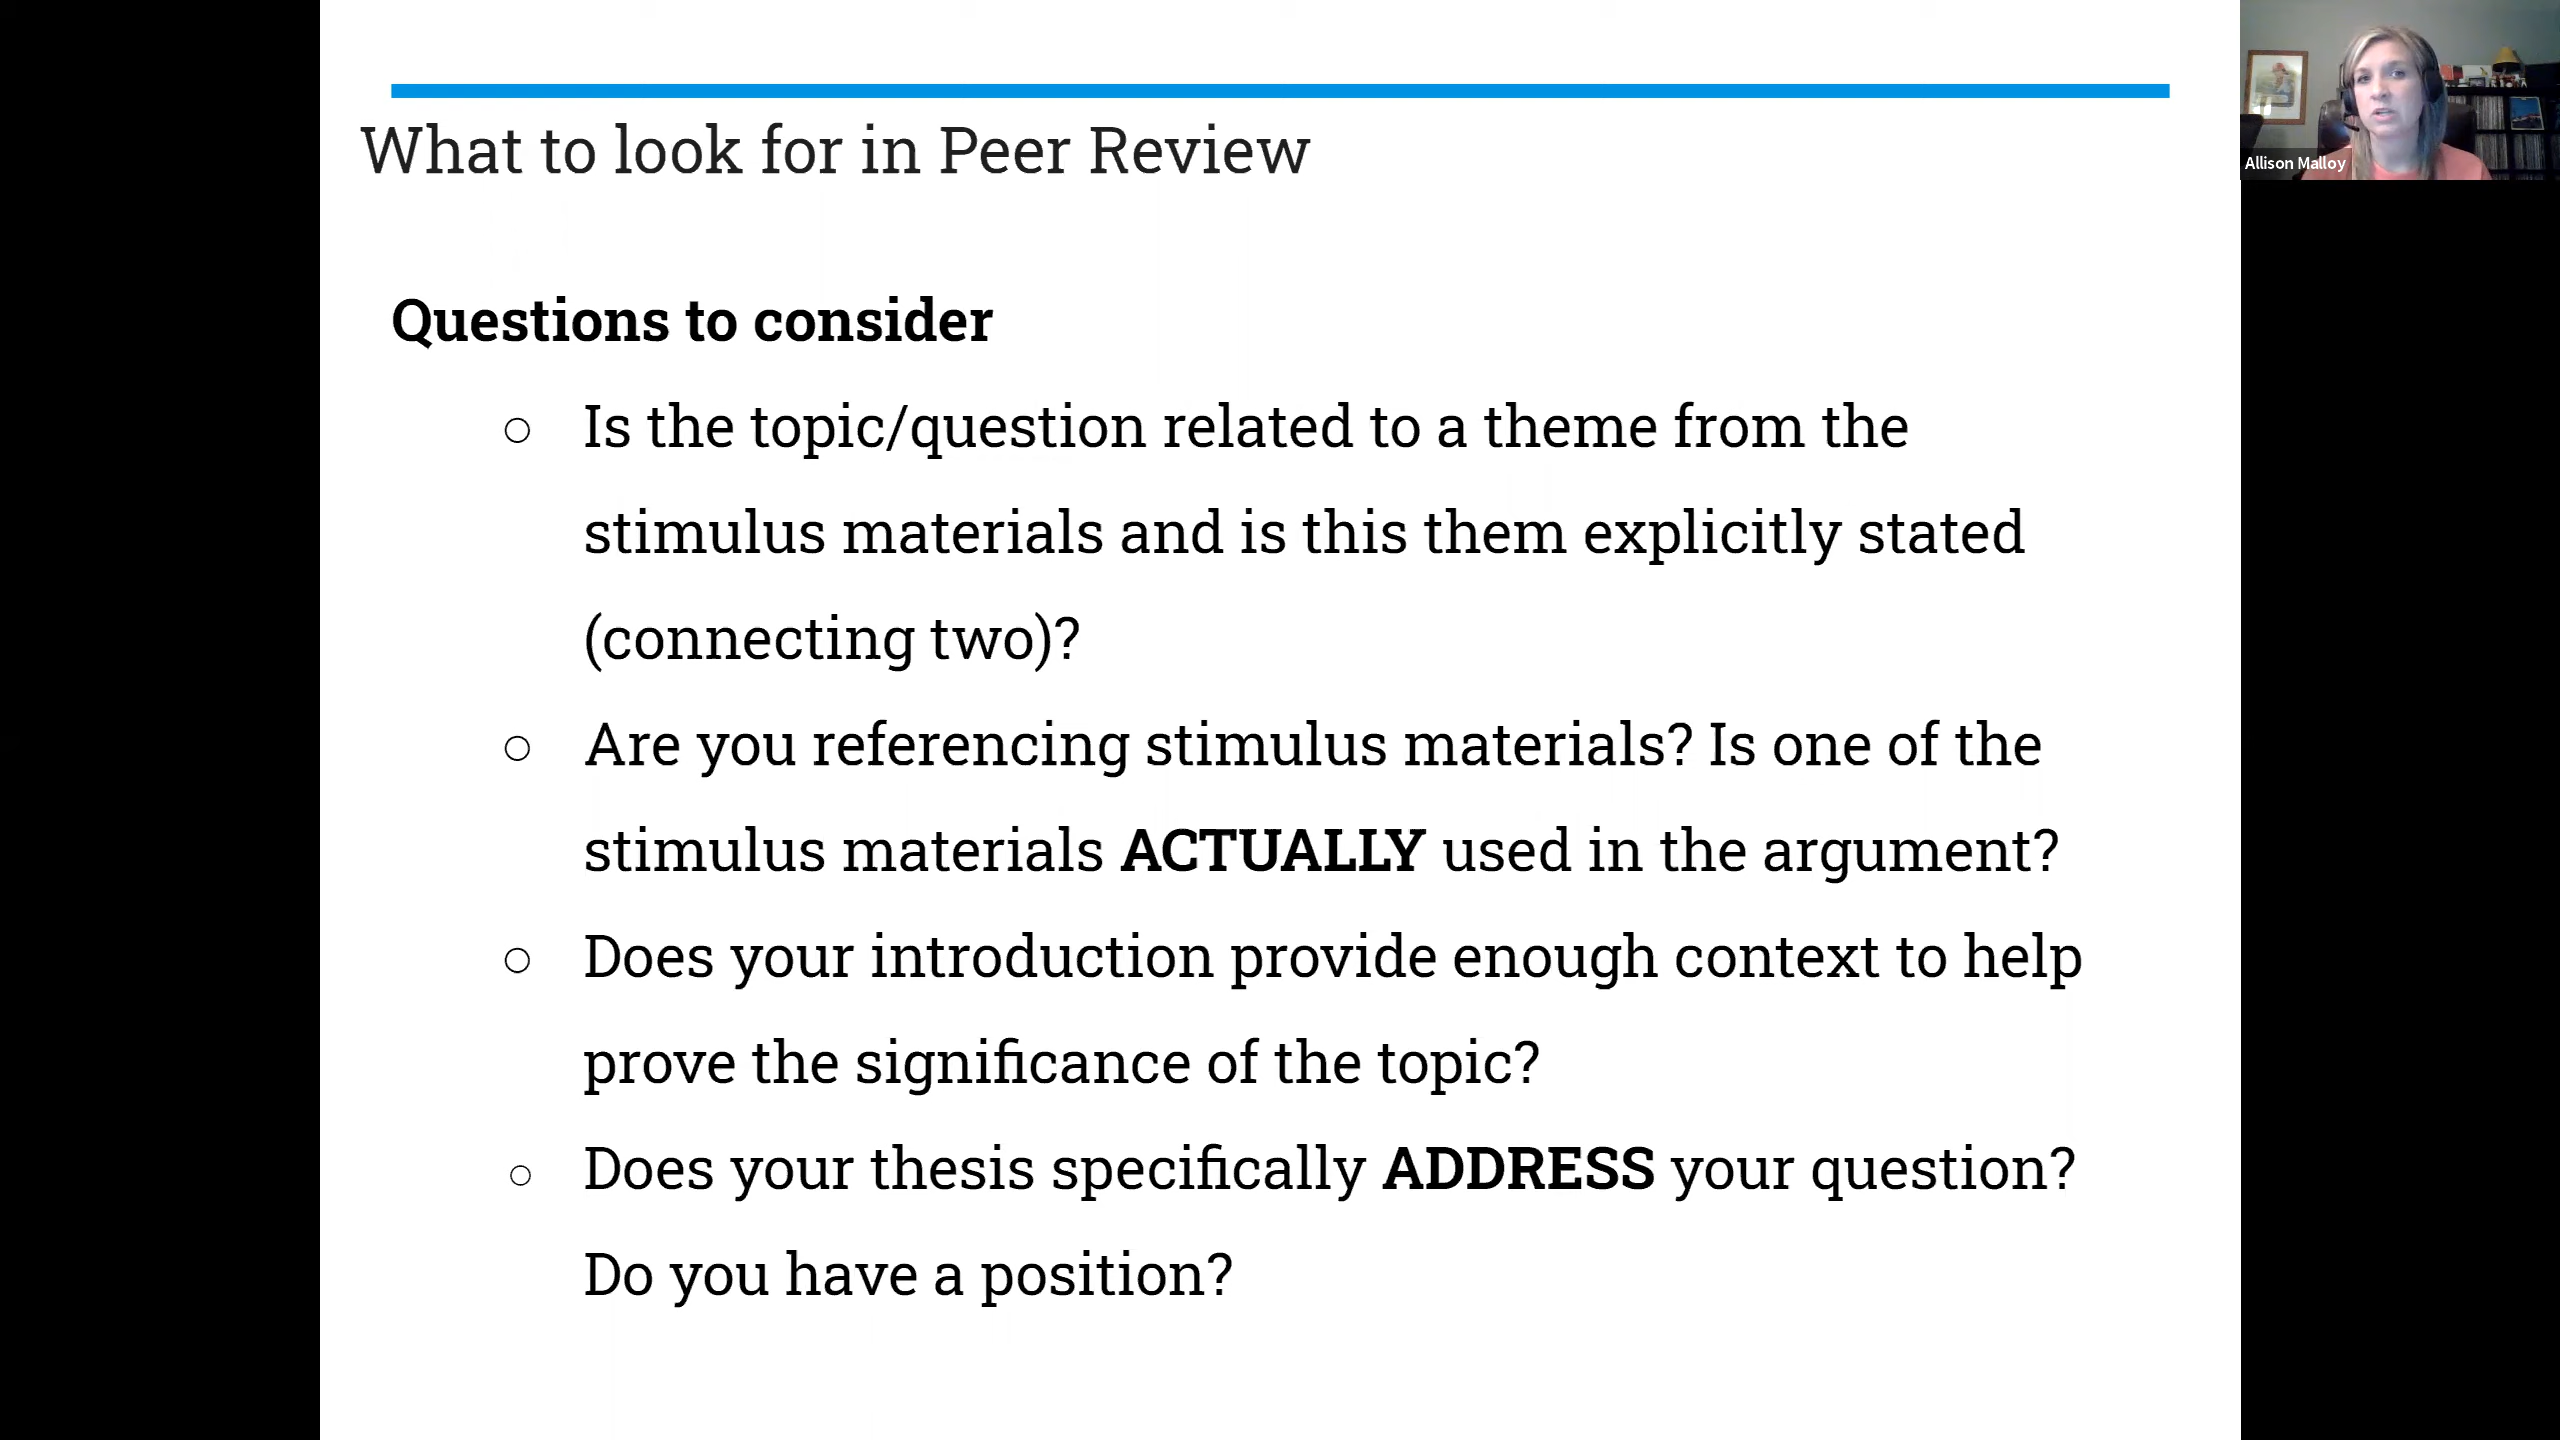 What to look for in Peer Review
Allison Malloy
Questions to consider
○ Is the topic/question related to a theme from the
stimulus materials and is this them explicitly stated
(connecting two)?
○ Are you referencing stimulus materials? Is one of the
stimulus materials ACTUALLY used in the argument?
○ Does your introduction provide enough context to help
prove the significance of the topic?
○ Does your thesis specifically ADDRESS your question?
Do you have a position?